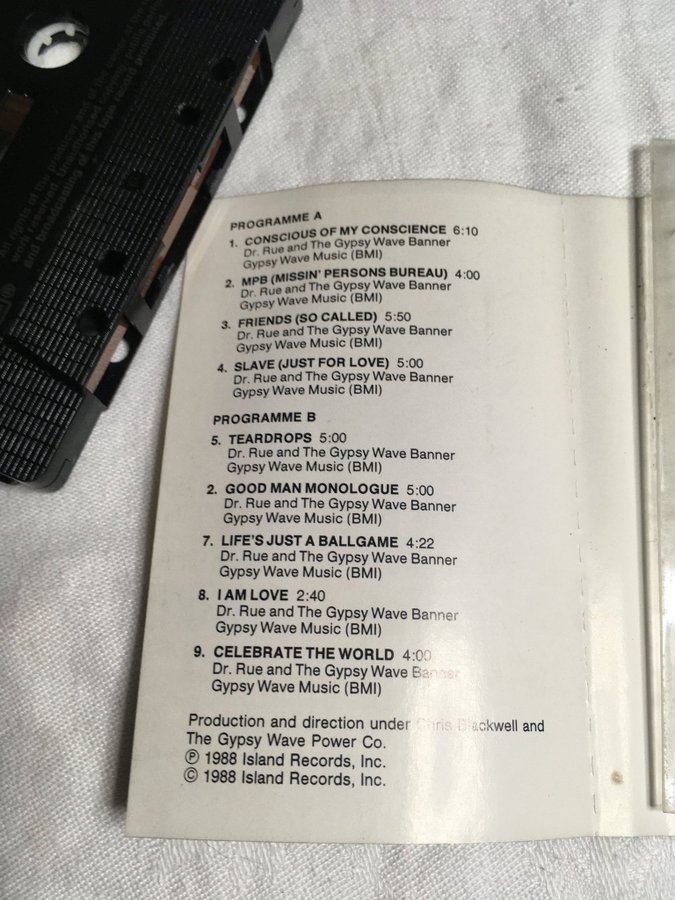 PROGRAMME A
1. CONSCIOUS OF MY CONSCIENCE 6:10
Dr. Rue and The Gypsy Wave Banner
Gypsy Wave Music (BMI)
2. MPB (MISSIN' PERSONS BUREAU) 4:00
Dr. Rue and The Gypsy Wave Banner
Gypsy Wave Music (BMI)
3. FRIENDS (SO CALLED) 5:50
Dr. Rue and The Gypsy Wave Banner
Gypsy Wave Music (BMI)
4. SLAVE (JUST FOR LOVE) 5:00
Dr. Rue and The Gypsy Wave Banner
Gypsy Wave Music (BMI)
PROGRAMME B
5. TEARDROPS 5:00
Dr. Rue and The Gypsy Wave Banner
Gypsy Wave Music (BMI)
2. GOOD MAN MONOLOGUE 5:00
Dr. Rue and The Gypsy Wave Banner
Gypsy Wave Music (BMI)
7. LIFE'S JUST A BALLGAME 4:22
Dr. Rue and The Gypsy Wave Banner
Gypsy Wave Music (BMI)
8. I AM LOVE 2:40
Dr. Rue and The Gypsy Wave Banner
Gypsy Wave Music (BMI)
9. CELEBRATE THE WORLD 4:00
Dr. Rue and The Gypsy Wave Banner
Gypsy Wave Music (BMI)
Production and direction under Chris Blackwell and
The Gypsy Wave Power Co.
℗ 1988 Island Records, Inc.
© 1988 Island Records, Inc.